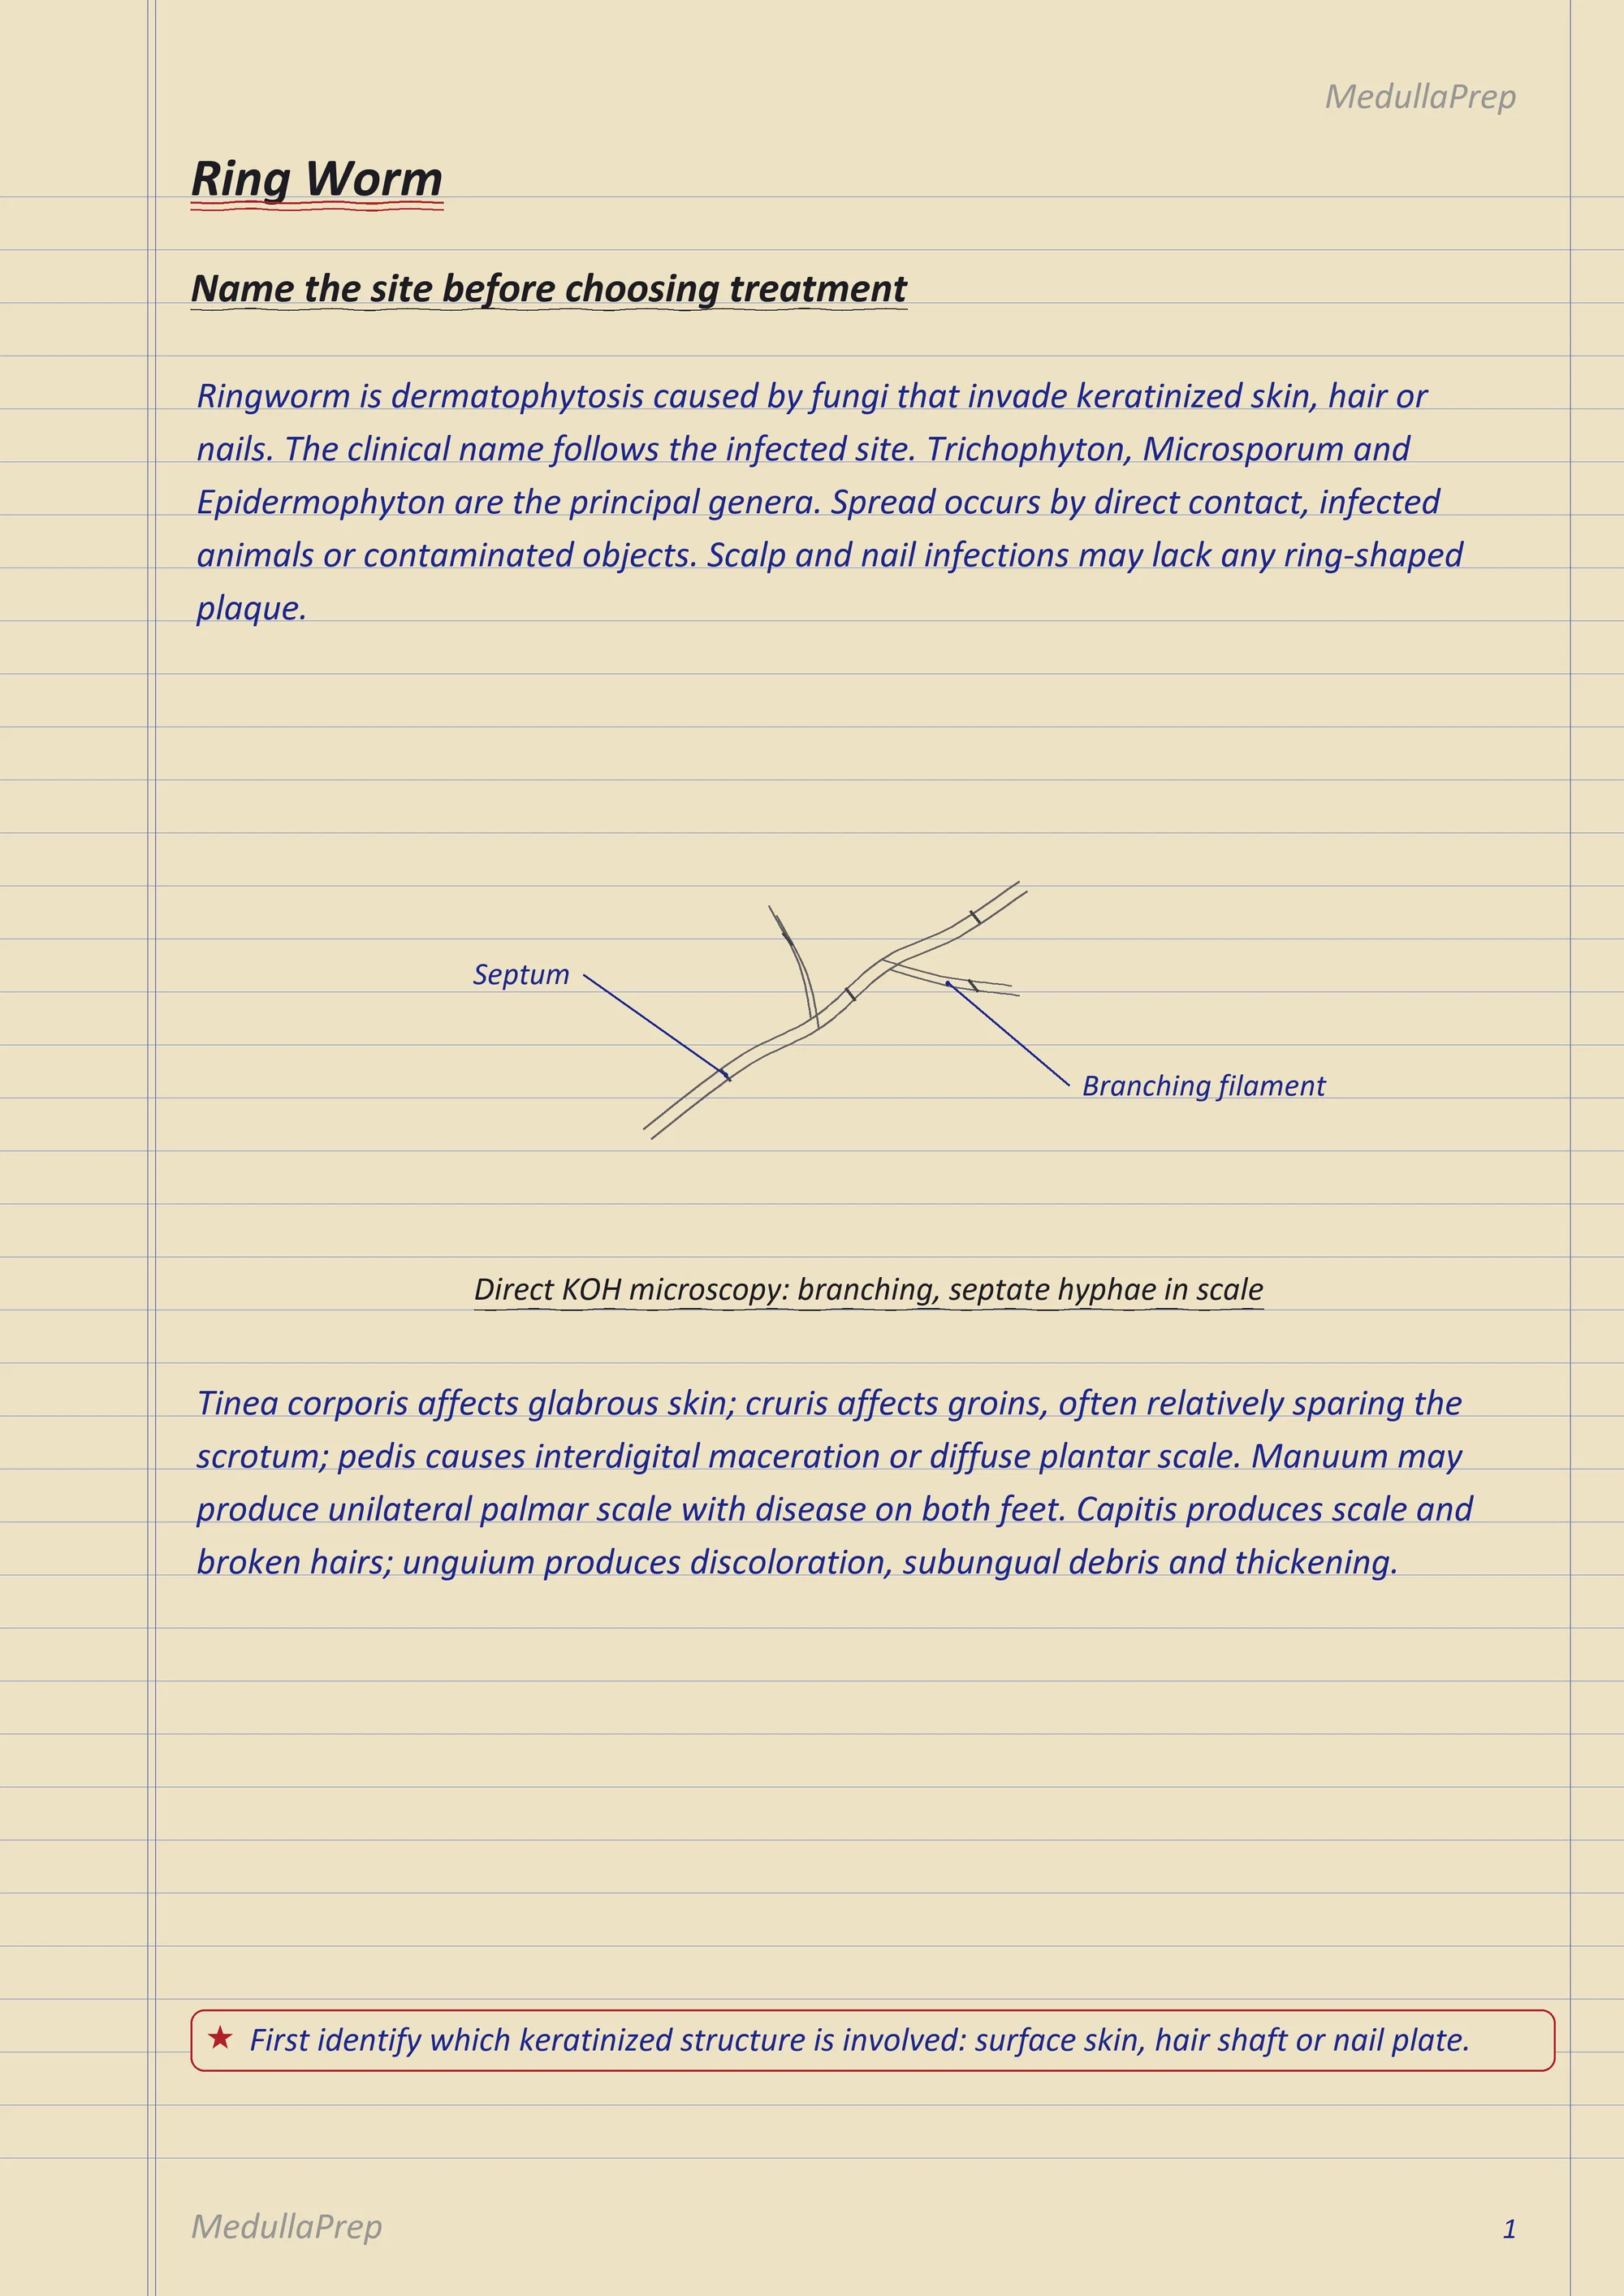 MedullaPrep
Ring Worm
Name the site before choosing treatment
Ringworm is dermatophytosis caused by fungi that invade keratinized skin, hair or
nails. The clinical name follows the infected site. Trichophyton, Microsporum and
Epidermophyton are the principal genera. Spread occurs by direct contact, infected
animals or contaminated objects. Scalp and nail infections may lack any ring-shaped
plaque.
Septum
Branching filament
Direct KOH microscopy: branching, septate hyphae in scale
Tinea corporis affects glabrous skin; cruris affects groins, often relatively sparing the
scrotum; pedis causes interdigital maceration or diffuse plantar scale. Manuum may
produce unilateral palmar scale with disease on both feet. Capitis produces scale and
broken hairs; unguium produces discoloration, subungual debris and thickening.
★ First identify which keratinized structure is involved: surface skin, hair shaft or nail plate.
MedullaPrep
1